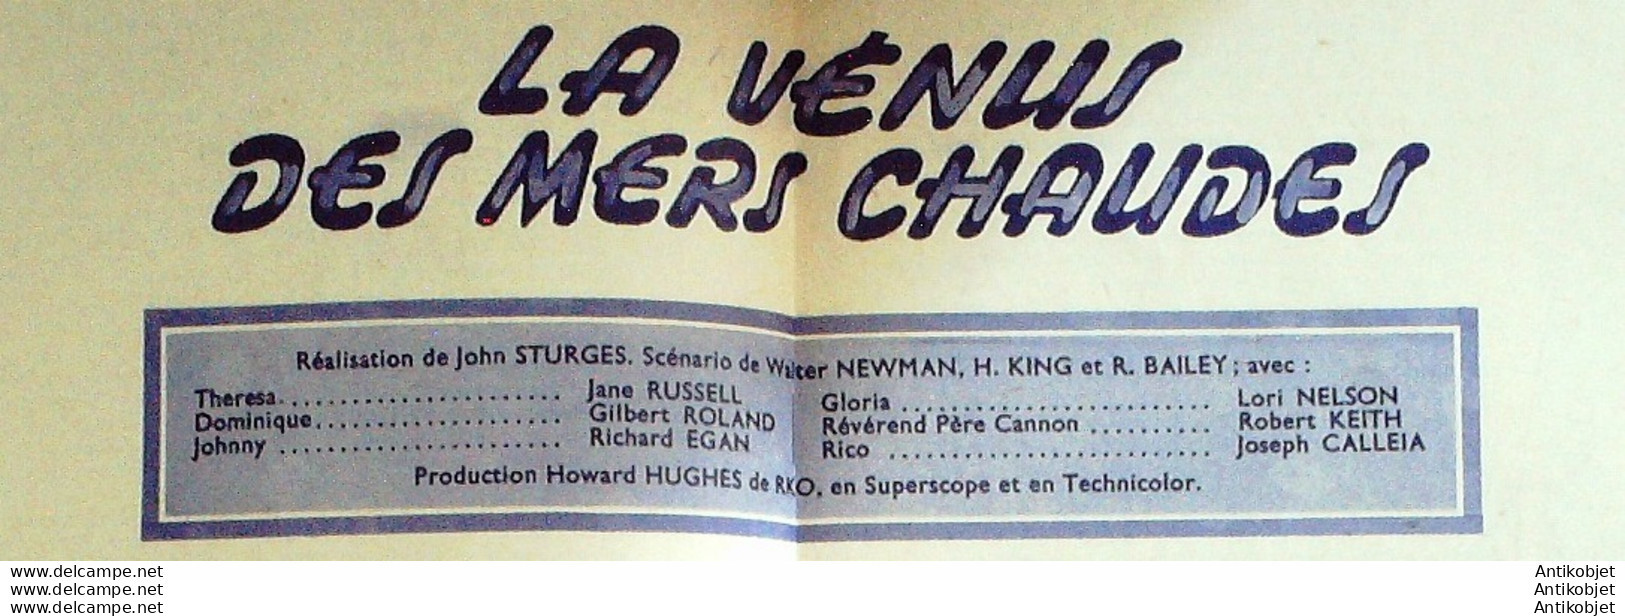 LA VÉNUS
DES MERS CHAUDES
Réalisation de John STURGES. Scénario de Walter NEWMAN, H. KING et R. BAILEY ; avec :
Theresa........................ Jane RUSSELL
Dominique..................... Gilbert ROLAND
Johnny ........................ Richard EGAN
Gloria .......................... Lori NELSON
Révérend Père Cannon .......... Robert KEITH
Rico ........................... Joseph CALLEIA
Production Howard HUGHES de RKO, en Superscope et en Technicolor.
www.delcampe.net
www.delcampe.net
www.delcampe.net
Antikobjet
Antikobjet
Antikobjet